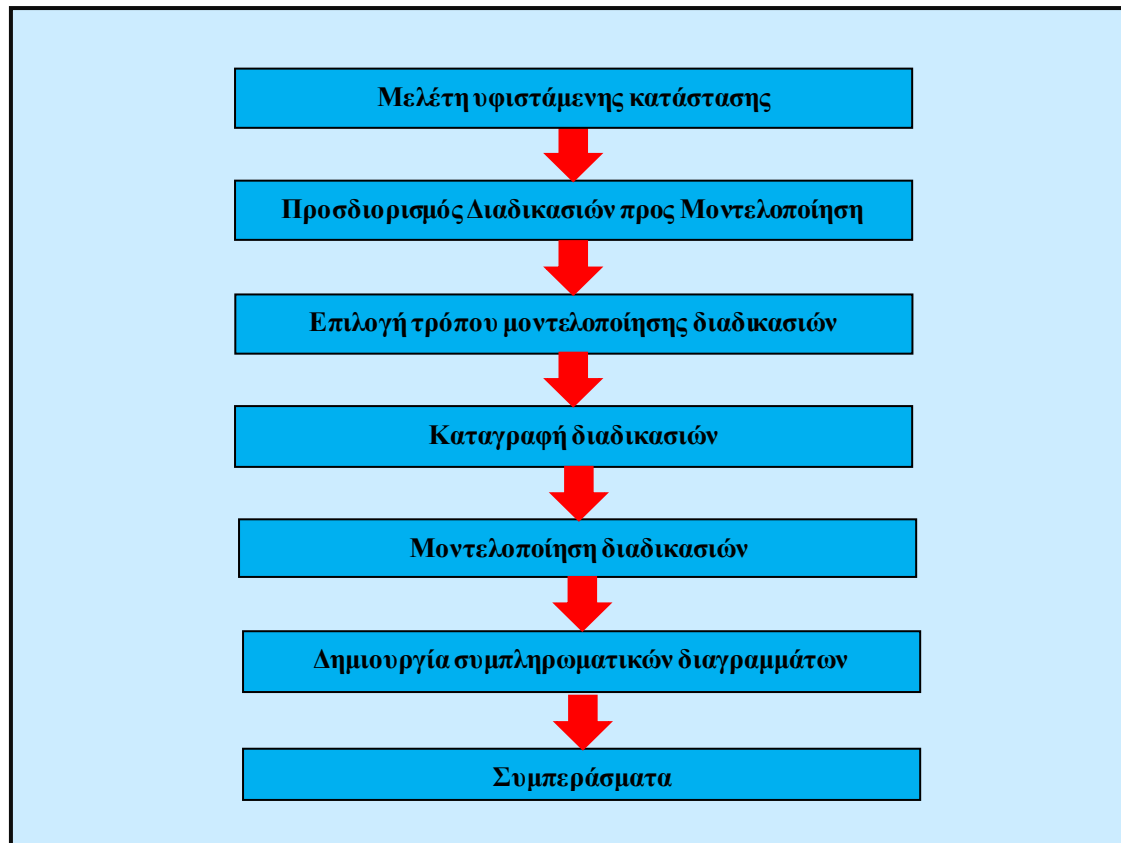 Μελέτη υφιστάμενης κατάστασης
Προσδιορισμός Διαδικασιών προς Μοντελοποίηση
Επιλογή τρόπου μοντελοποίησης διαδικασιών
Καταγραφή διαδικασιών
Μοντελοποίηση διαδικασιών
Δημιουργία συμπληρωματικών διαγραμμάτων
Συμπεράσματα